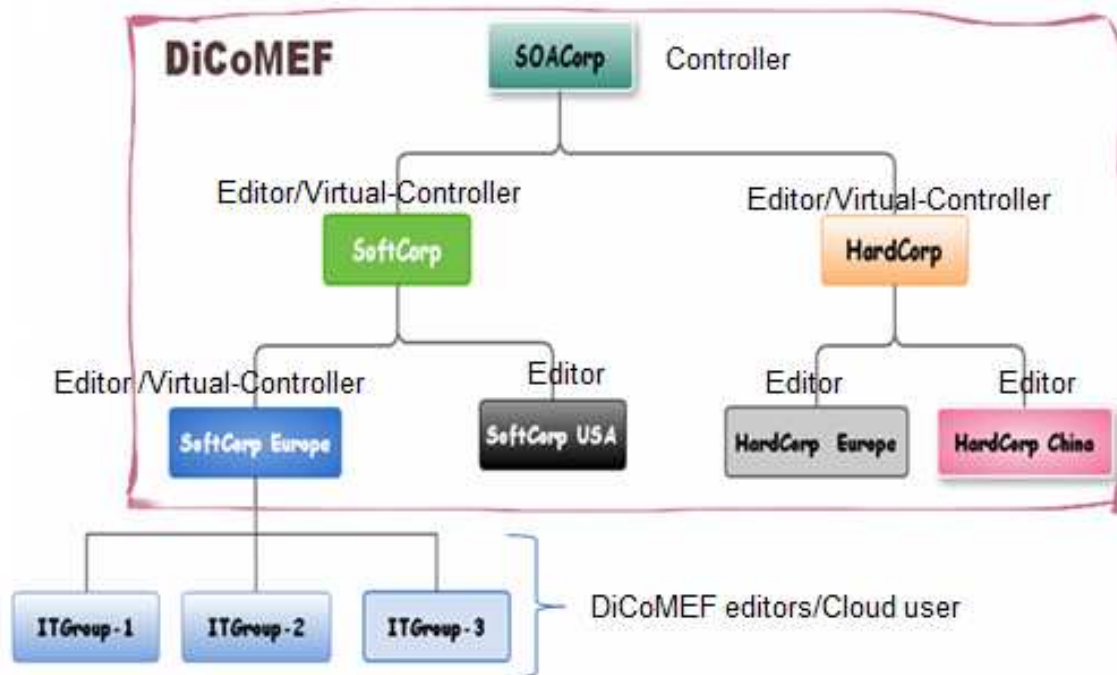 DiCoMEF
SOACorp
Controller
Editor/Virtual-Controller
Editor/Virtual-Controller
SoftCorp
HardCorp
Editor /Virtual-Controller
Editor
Editor
Editor
SoftCorp Europe
SoftCorp USA
HardCorp Europe
HardCorp China
ITGroup-1
ITGroup-2
ITGroup-3
DiCoMEF editors/Cloud user